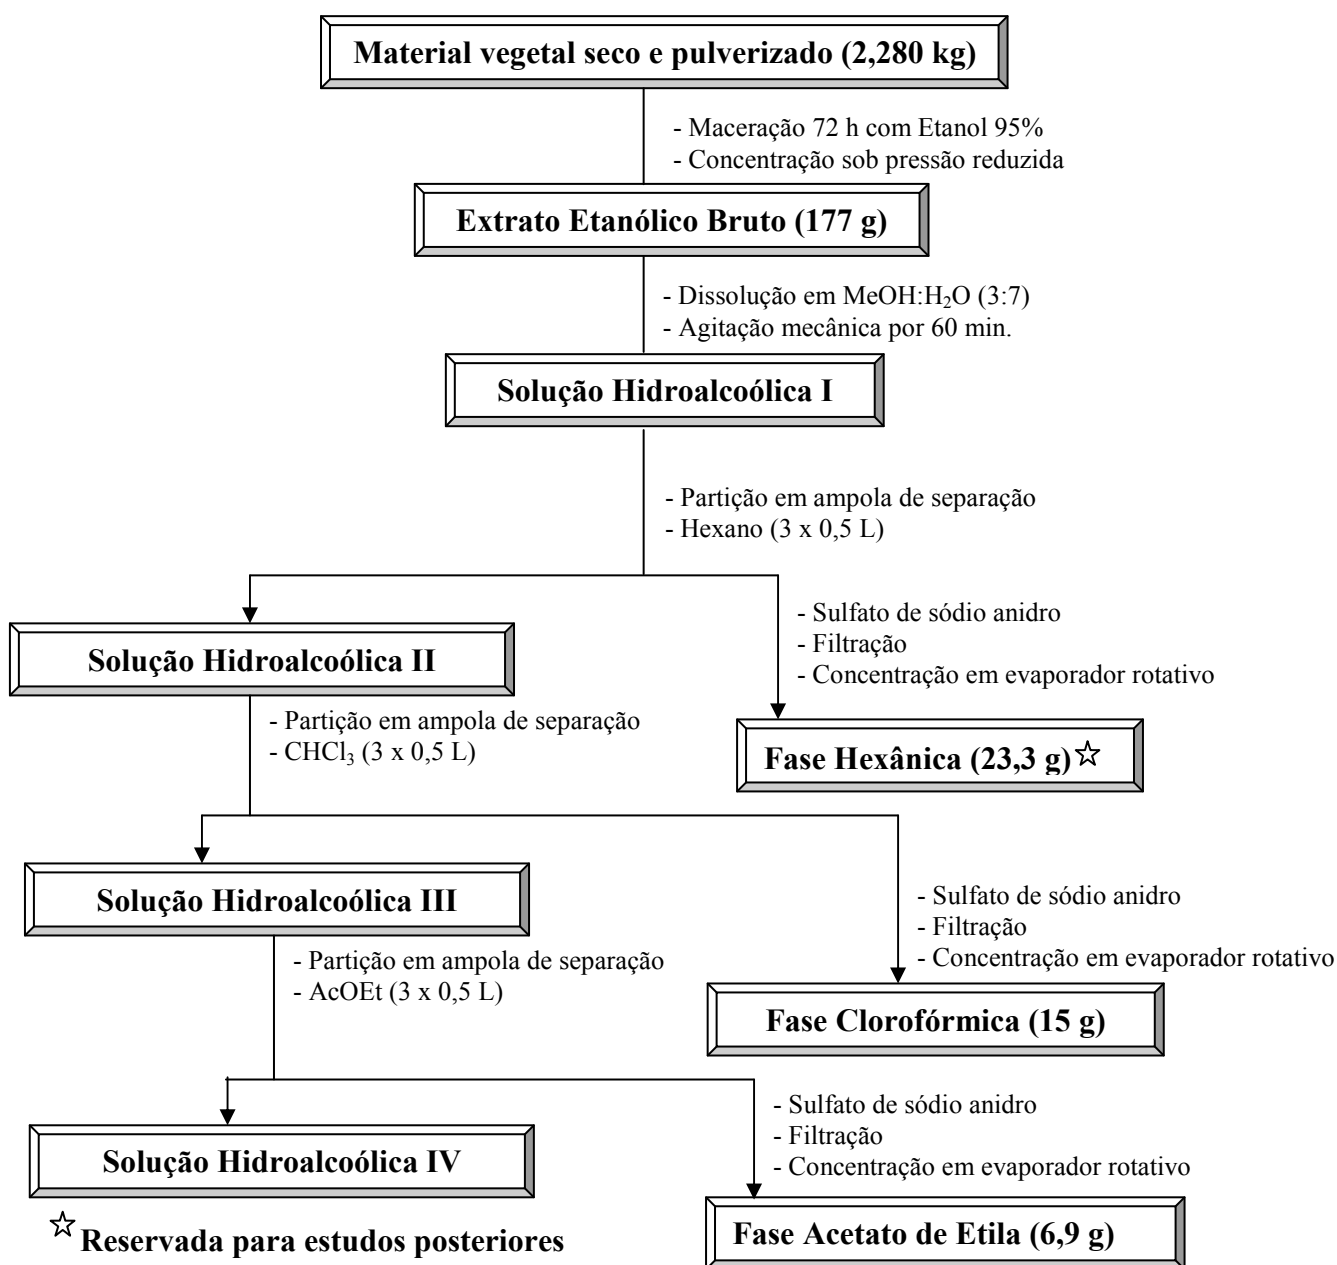 Material vegetal seco e pulverizado (2,280 kg)
- Maceração 72 h com Etanol 95%
- Concentração sob pressão reduzida
Extrato Etanólico Bruto (177 g)
- Dissolução em MeOH:H₂O (3:7)
- Agitação mecânica por 60 min.
Solução Hidroalcoólica I
- Partição em ampola de separação
- Hexano (3 x 0,5 L)
- Sulfato de sódio anidro
- Filtração
- Concentração em evaporador rotativo
Solução Hidroalcoólica II
- Partição em ampola de separação
- CHCl₃ (3 x 0,5 L)
Fase Hexânica (23,3 g)☆
Solução Hidroalcoólica III
- Sulfato de sódio anidro
- Filtração
- Concentração em evaporador rotativo
- Partição em ampola de separação
- AcOEt (3 x 0,5 L)
Fase Clorofórmica (15 g)
- Sulfato de sódio anidro
- Filtração
- Concentração em evaporador rotativo
Solução Hidroalcoólica IV
Fase Acetato de Etila (6,9 g)
☆ Reservada para estudos posteriores